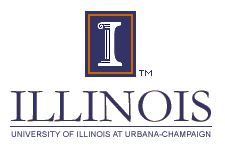 I
TM
ILLINOIS
UNIVERSITY OF ILLINOIS AT URBANA-CHAMPAIGN